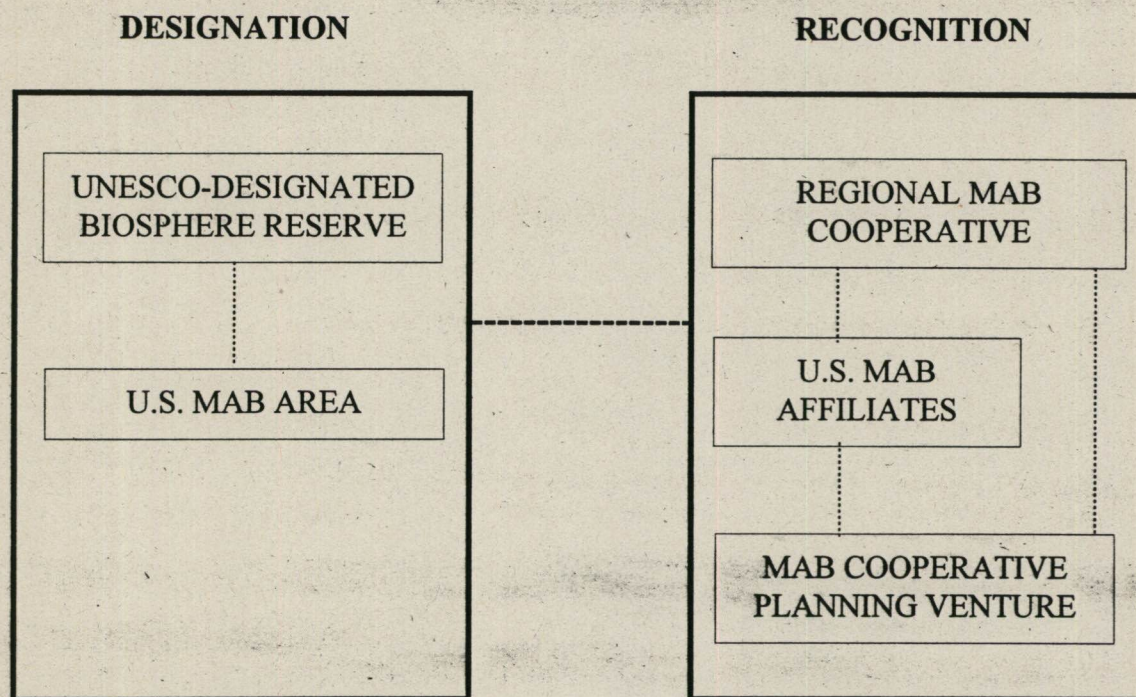 DESIGNATION
RECOGNITION
UNESCO-DESIGNATED
BIOSPHERE RESERVE
U.S. MAB AREA
REGIONAL MAB
COOPERATIVE
U.S. MAB
AFFILIATES
MAB COOPERATIVE
PLANNING VENTURE